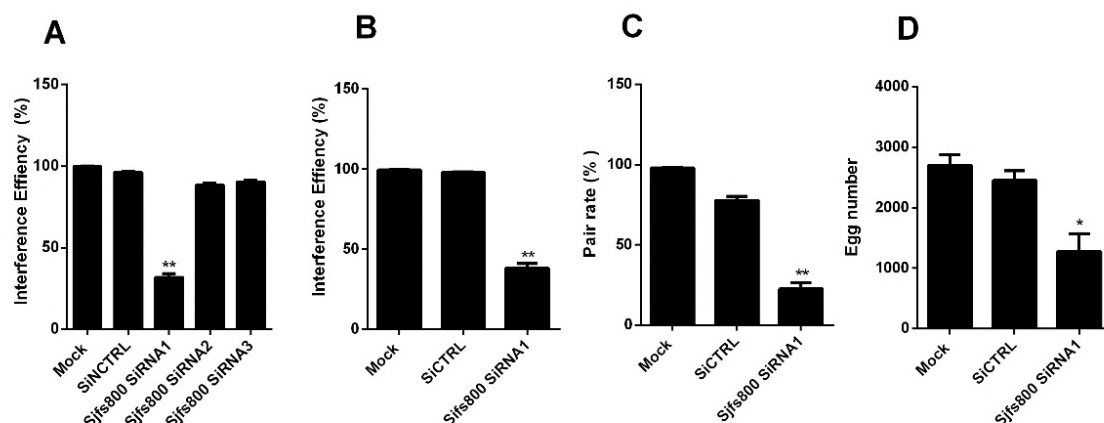 A
B
C
D
Interference Effiency (%)
150
100
50
0
Mock
SiNCTRL
Sjfs800 SiRNA1
Sjfs800 SiRNA2
Sjfs800 SiRNA3
**
Interference Effiency (%)
150
100
50
0
Mock
SiCTRL
Sifs800 SiRNA1
**
Pair rate (% )
150
100
50
0
Mock
SiCTRL
Sjfs800 SiRNA1
**
Egg number
4000
3000
2000
1000
0
Mock
SiCTRL
Sjfs800 SiRNA1
*